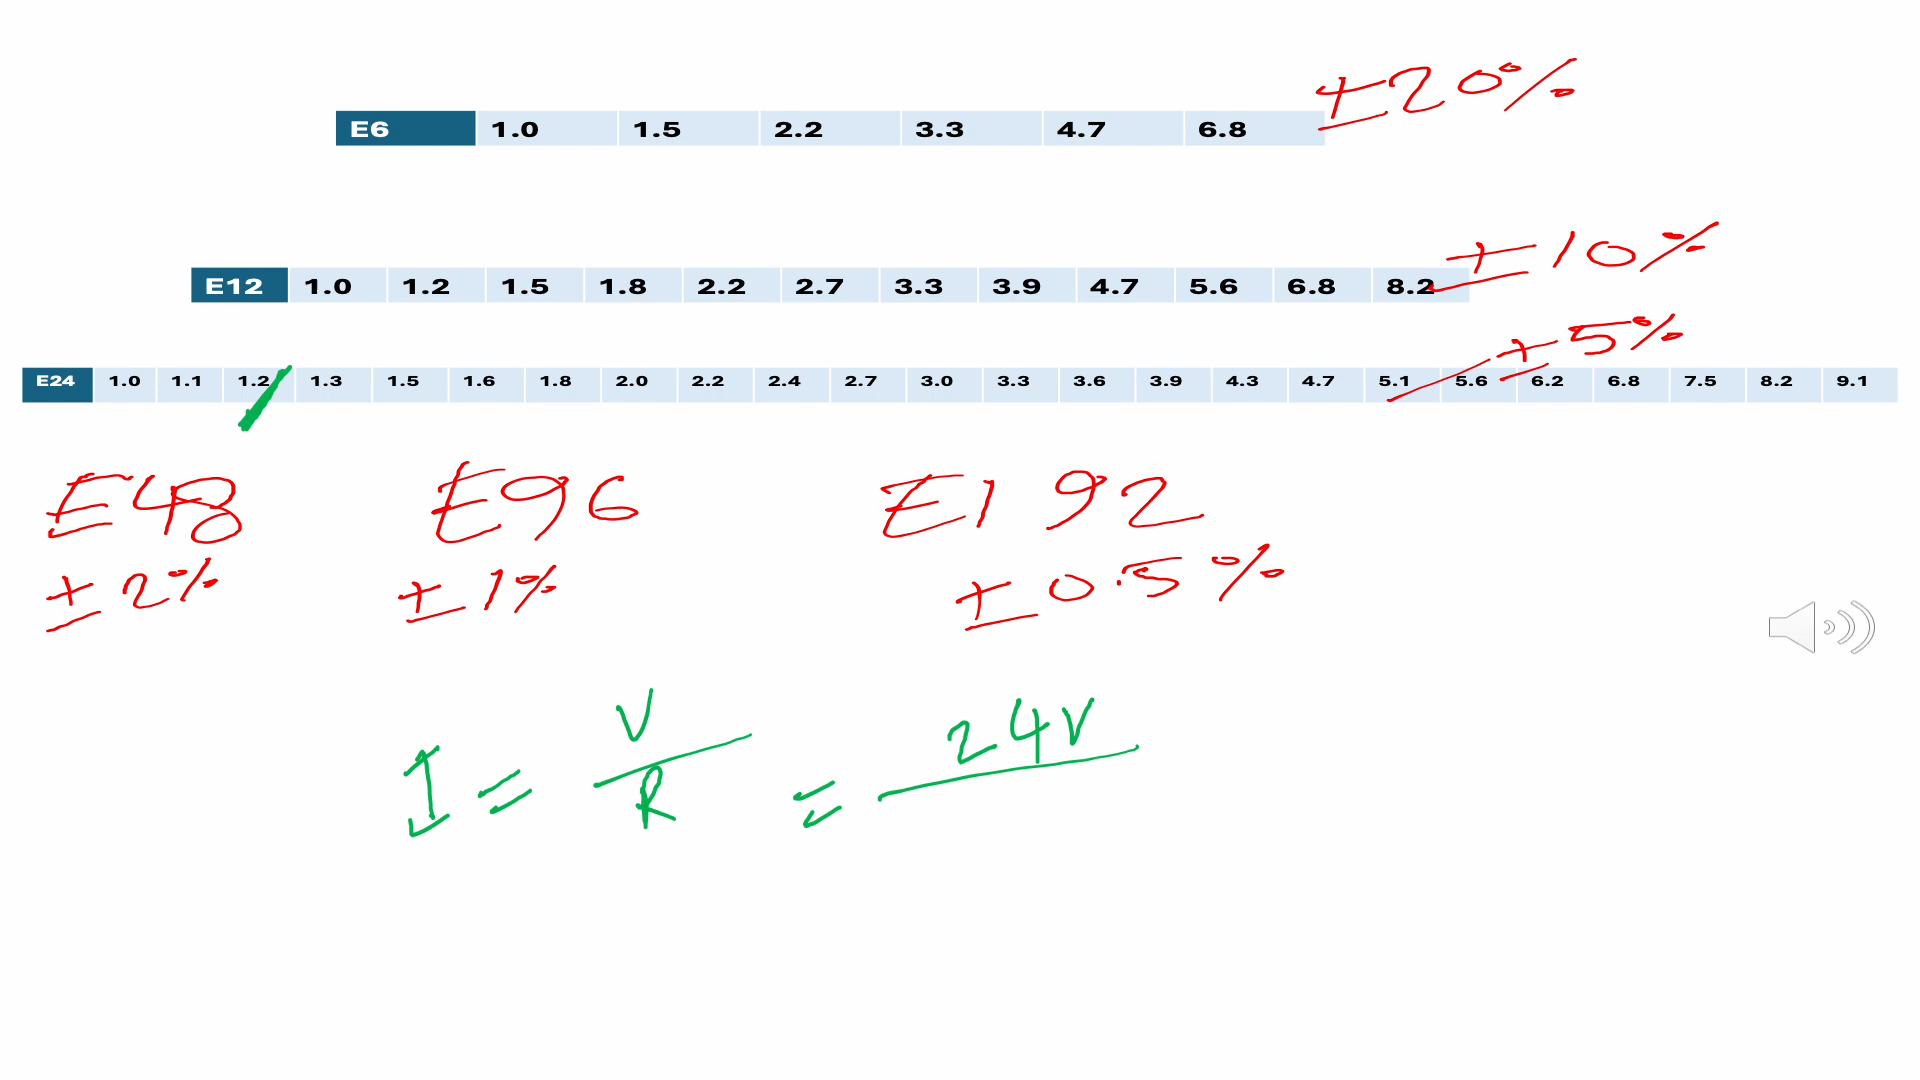 ±20%
E6 1.0 1.5 2.2 3.3 4.7 6.8
±10%
E12 1.0 1.2 1.5 1.8 2.2 2.7 3.3 3.9 4.7 5.6 6.8 8.2
±5%
E24 1.0 1.1 1.2 1.3 1.5 1.6 1.8 2.0 2.2 2.4 2.7 3.0 3.3 3.6 3.9 4.3 4.7 5.1 5.6 6.2 6.8 7.5 8.2 9.1
E48 E96 E192
±2% ±1% ±0.5%
I = V/R = 24V